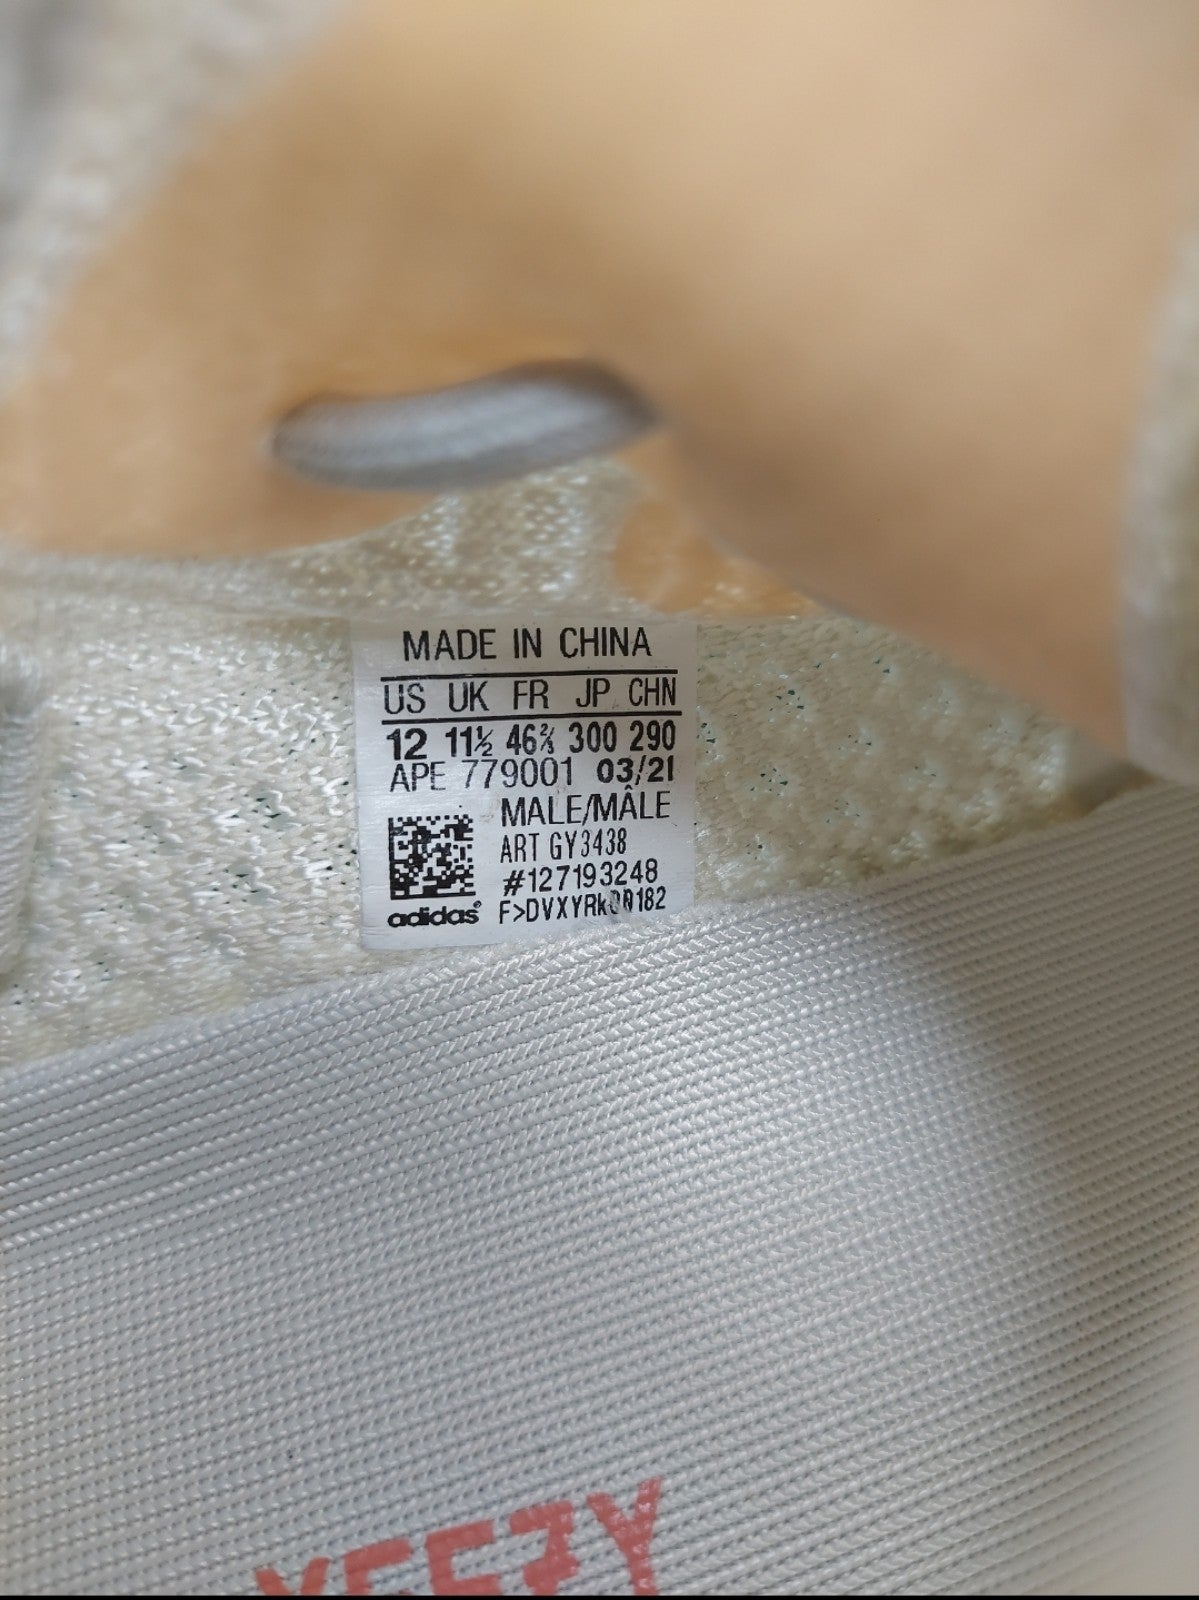 MADE IN CHINA
US UK FR JP CHN
12 11½ 46⅔ 300 290
APE 779001 03/21
MALE/MÂLE
ART GY3438
#127193248
adidas®
YEEZY